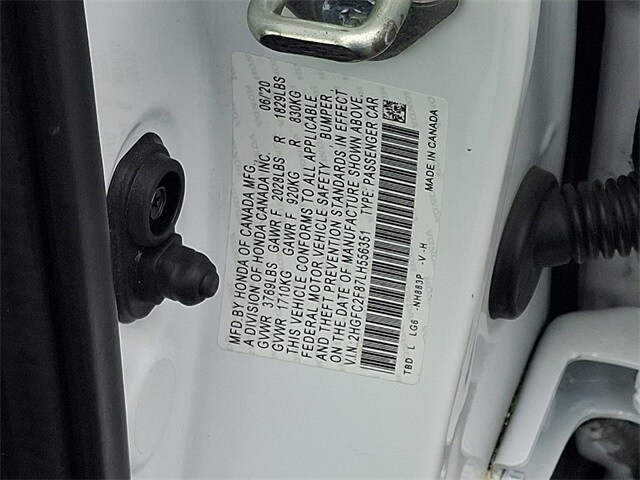 MFD BY HONDA OF CANADA MFG. 06/20
A DIVISION OF HONDA CANADA INC.
GVWR 3769LBS GAWR F 2028LBS R 1829LBS
GVWR 1710KG GAWR F 920KG R 830KG
THIS VEHICLE CONFORMS TO ALL APPLICABLE
FEDERAL MOTOR VEHICLE SAFETY , BUMPER ,
AND THEFT PREVENTION STANDARDS IN EFFECT
ON THE DATE OF MANUFACTURE SHOWN ABOVE
V.I.N. 2HGFC2F87LH556351 TYPE: PASSENGER CAR
TBD L LG6 -NH883P -V -H MADE IN CANADA